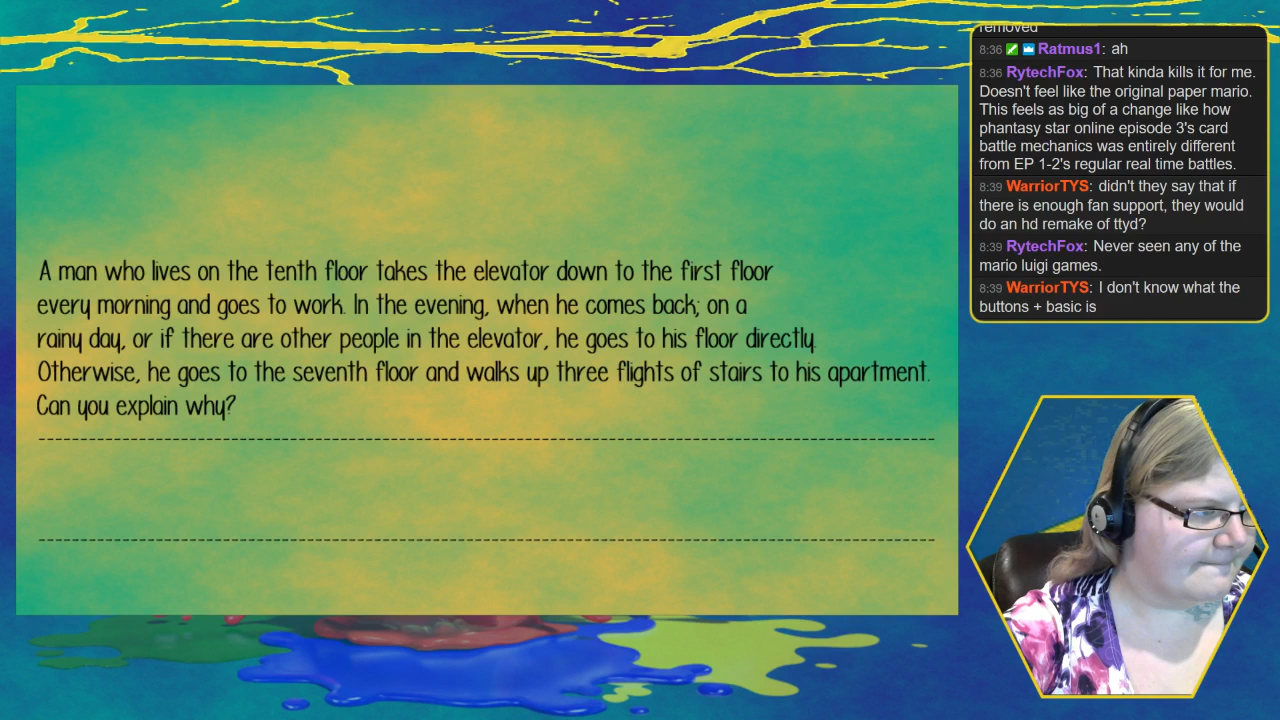 A man who lives on the tenth floor takes the elevator down to the first floor
every morning and goes to work. In the evening, when he comes back; on a
rainy day, or if there are other people in the elevator, he goes to his floor directly.
Otherwise, he goes to the seventh floor and walks up three flights of stairs to his apartment.
Can you explain why?
removed
8:36 Ratmus1: ah
8:36 RytechFox: That kinda kills it for me.
Doesn't feel like the original paper mario.
This feels as big of a change like how
phantasy star online episode 3's card
battle mechanics was entirely different
from EP 1-2's regular real time battles.
8:39 WarriorTYS: didn't they say that if
there is enough fan support, they would
do an hd remake of ttyd?
8:39 RytechFox: Never seen any of the
mario luigi games.
8:39 WarriorTYS: I don't know what the
buttons + basic is